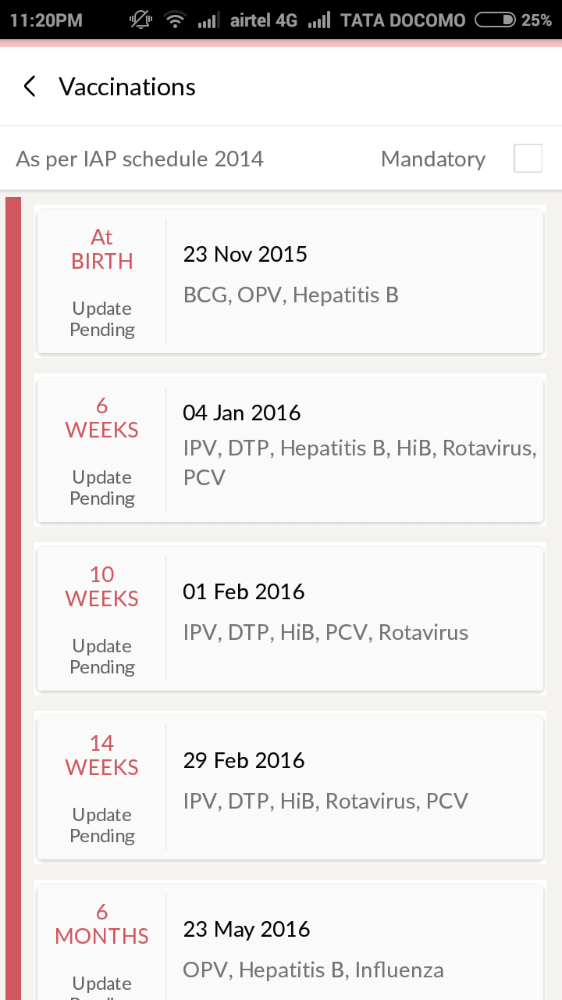 11:20PM airtel 4G TATA DOCOMO 25%
Vaccinations
As per IAP schedule 2014 Mandatory
At
BIRTH
Update
Pending
23 Nov 2015
BCG, OPV, Hepatitis B
6
WEEKS
Update
Pending
04 Jan 2016
IPV, DTP, Hepatitis B, HiB, Rotavirus,
PCV
10
WEEKS
Update
Pending
01 Feb 2016
IPV, DTP, HiB, PCV, Rotavirus
14
WEEKS
Update
Pending
29 Feb 2016
IPV, DTP, HiB, Rotavirus, PCV
6
MONTHS
Update
23 May 2016
OPV, Hepatitis B, Influenza